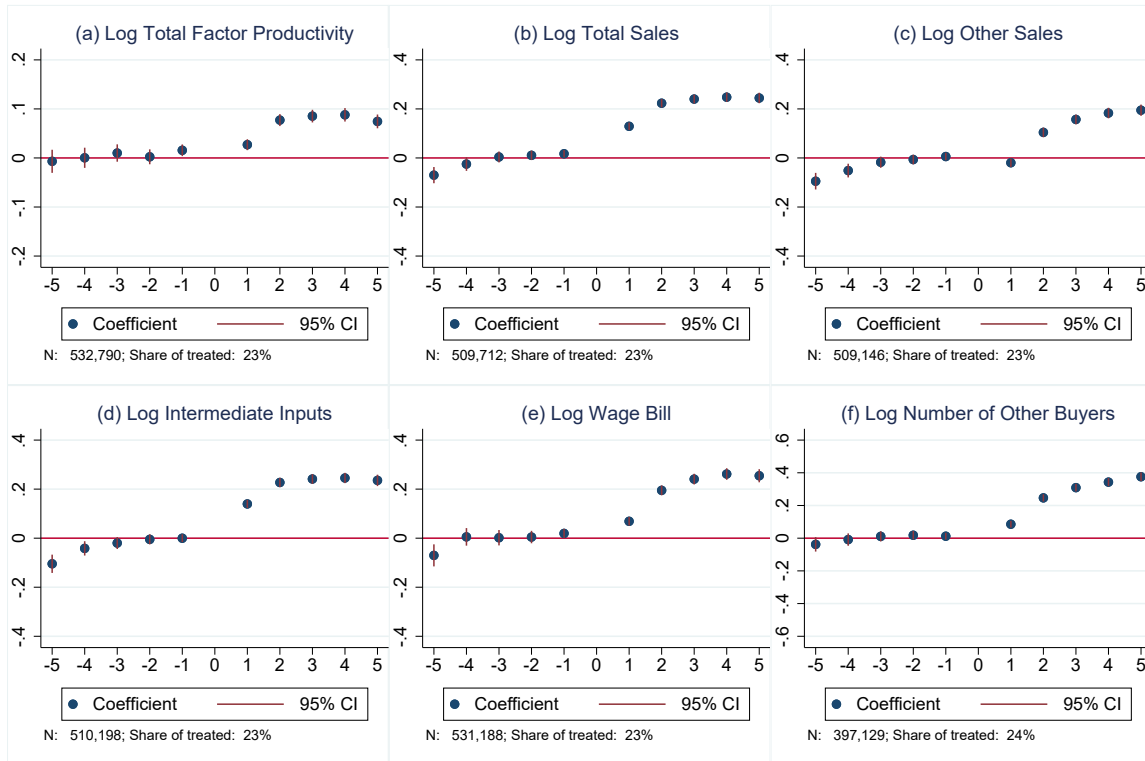 (a) Log Total Factor Productivity
.2
.1
0
-.1
-.2
-5 -4 -3 -2 -1 0 1 2 3 4 5
Coefficient 95% CI
N: 532,790; Share of treated: 23%
(b) Log Total Sales
.4
.2
0
-.2
-.4
-5 -4 -3 -2 -1 0 1 2 3 4 5
Coefficient 95% CI
N: 509,712; Share of treated: 23%
(c) Log Other Sales
.4
.2
0
-.2
-.4
-5 -4 -3 -2 -1 0 1 2 3 4 5
Coefficient 95% CI
N: 509,146; Share of treated: 23%
(d) Log Intermediate Inputs
.4
.2
0
-.2
-.4
-5 -4 -3 -2 -1 0 1 2 3 4 5
Coefficient 95% CI
N: 510,198; Share of treated: 23%
(e) Log Wage Bill
.4
.2
0
-.2
-.4
-5 -4 -3 -2 -1 0 1 2 3 4 5
Coefficient 95% CI
N: 531,188; Share of treated: 23%
(f) Log Number of Other Buyers
.6
.4
.2
0
-.2
-.4
-.6
-5 -4 -3 -2 -1 0 1 2 3 4 5
Coefficient 95% CI
N: 397,129; Share of treated: 24%